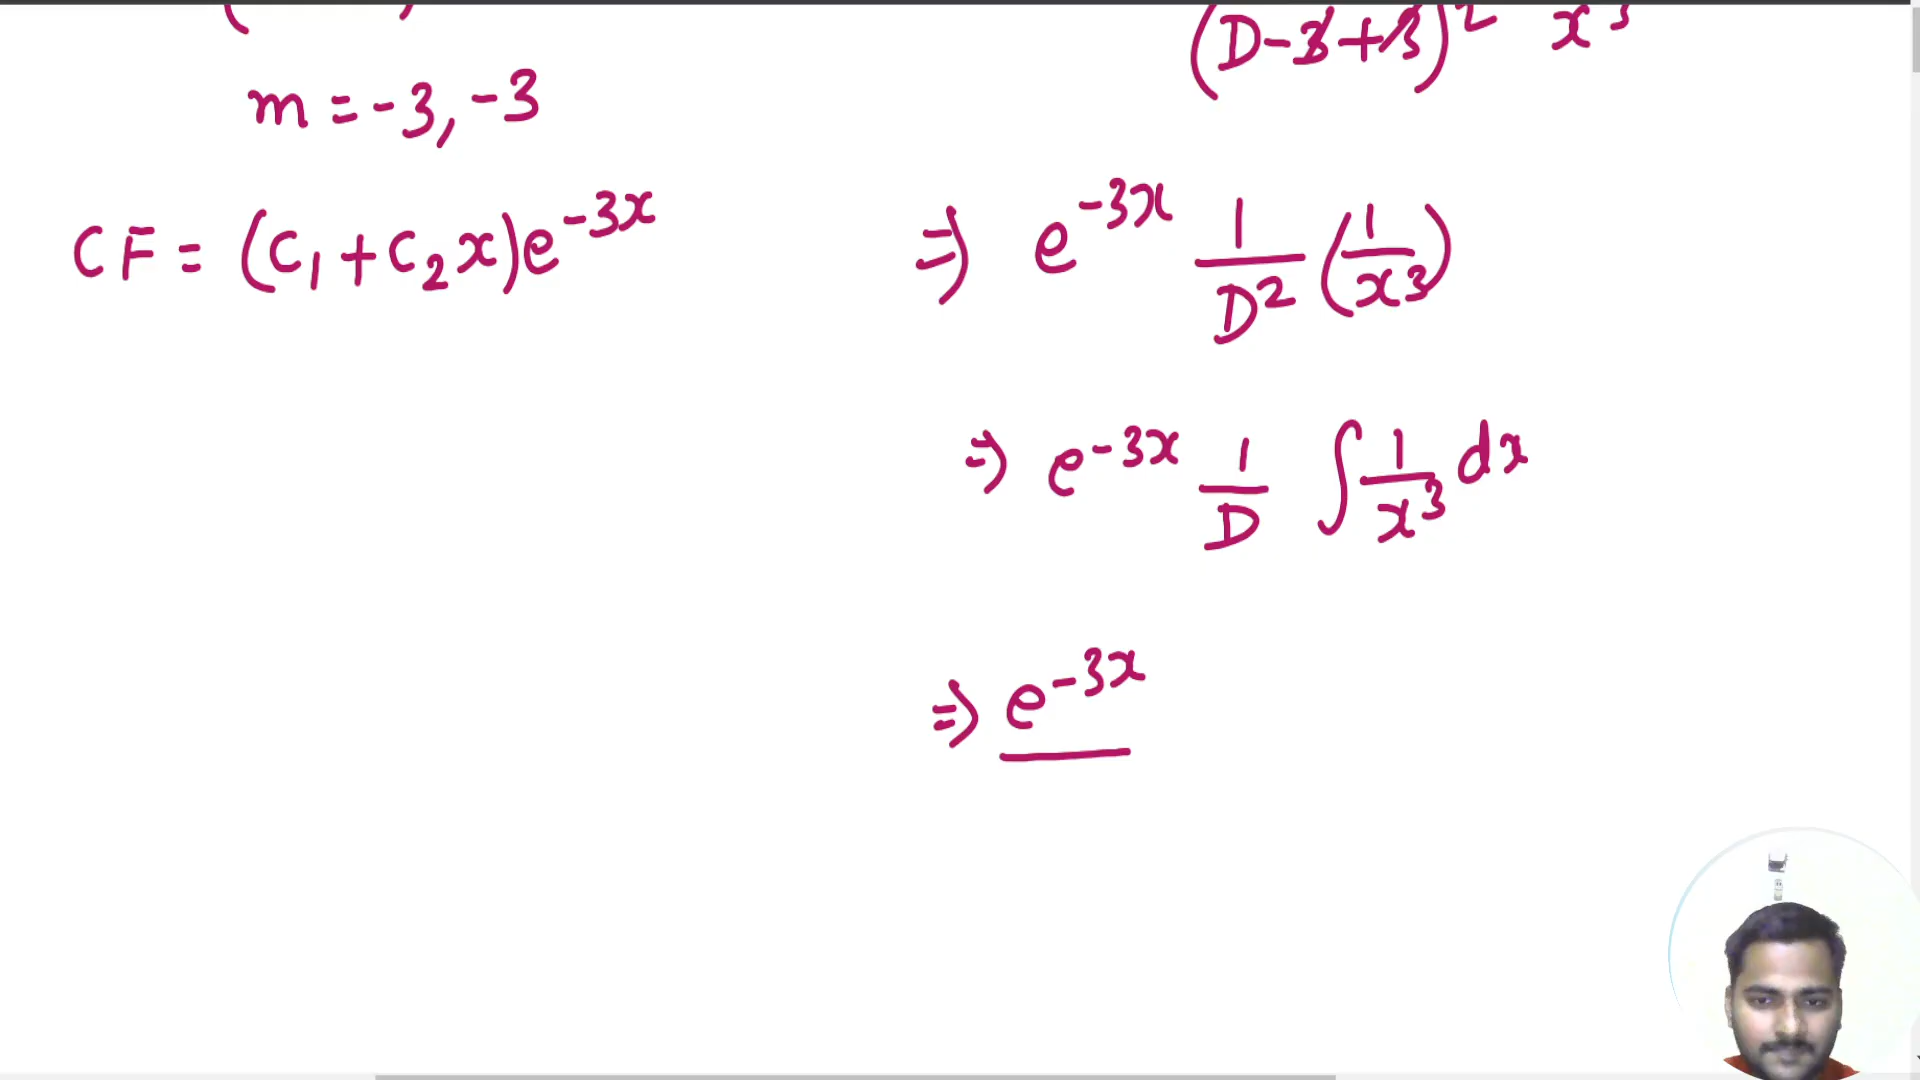 m = -3, -3
CF = (C₁ + C₂x)e^{-3x}
(D-3+3)² x³
⇒ e^{-3x} 1/D² (1/x³)
⇒ e^{-3x} 1/D ∫ 1/x³ dx
⇒ e^{-3x}